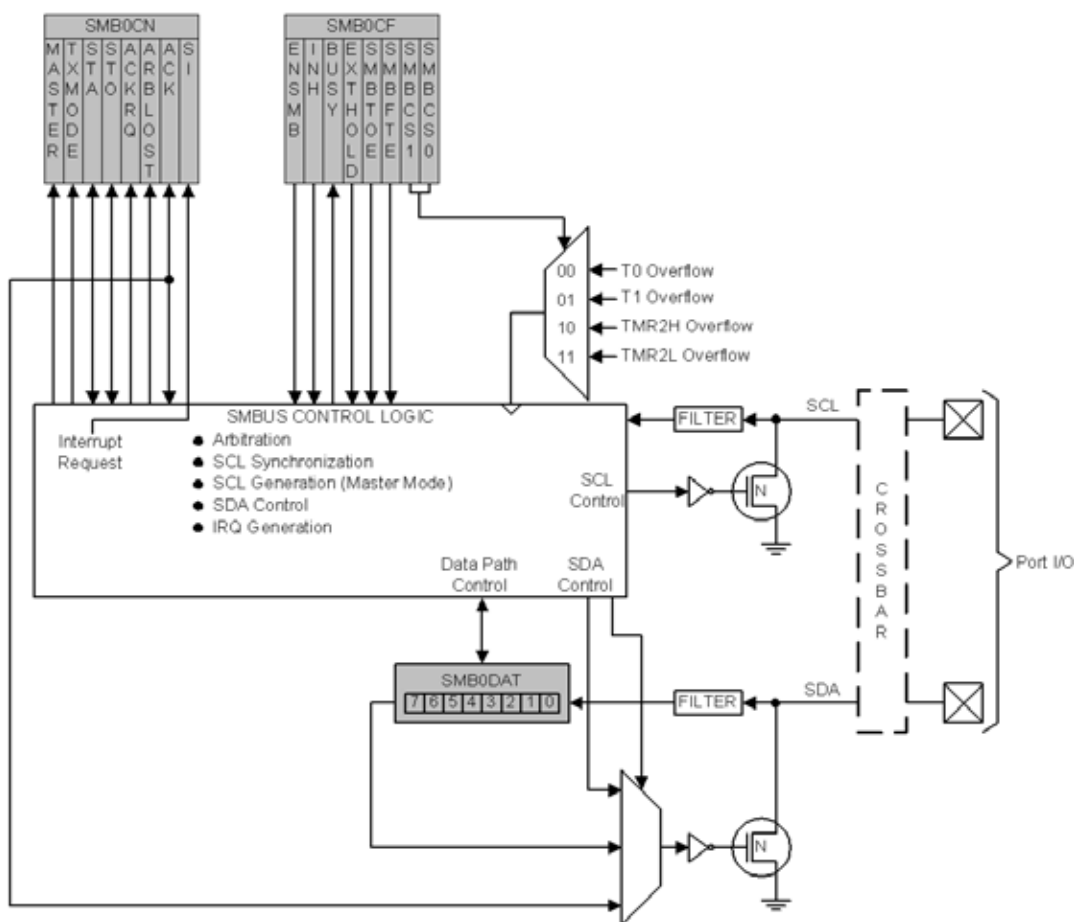 SMB0CN
MASTER
TXMODE
STA
STO
ACKRQ
ARBLOST
ACK
SI
SMB0CF
ENSMB
INH
BUSY
EXTHOLD
SMBTOE
SMBFTE
SMBCS1
SMBCS0
00
T0 Overflow
01
T1 Overflow
10
TMR2H Overflow
11
TMR2L Overflow
SMBUS CONTROL LOGIC
Interrupt
Request
● Arbitration
● SCL Synchronization
● SCL Generation (Master Mode)
● SDA Control
● IRQ Generation
SCL
Control
FILTER
SCL
N
CROSSBAR
Port I/O
Data Path
Control
SDA
Control
SMB0DAT
7 6 5 4 3 2 1 0
FILTER
SDA
N